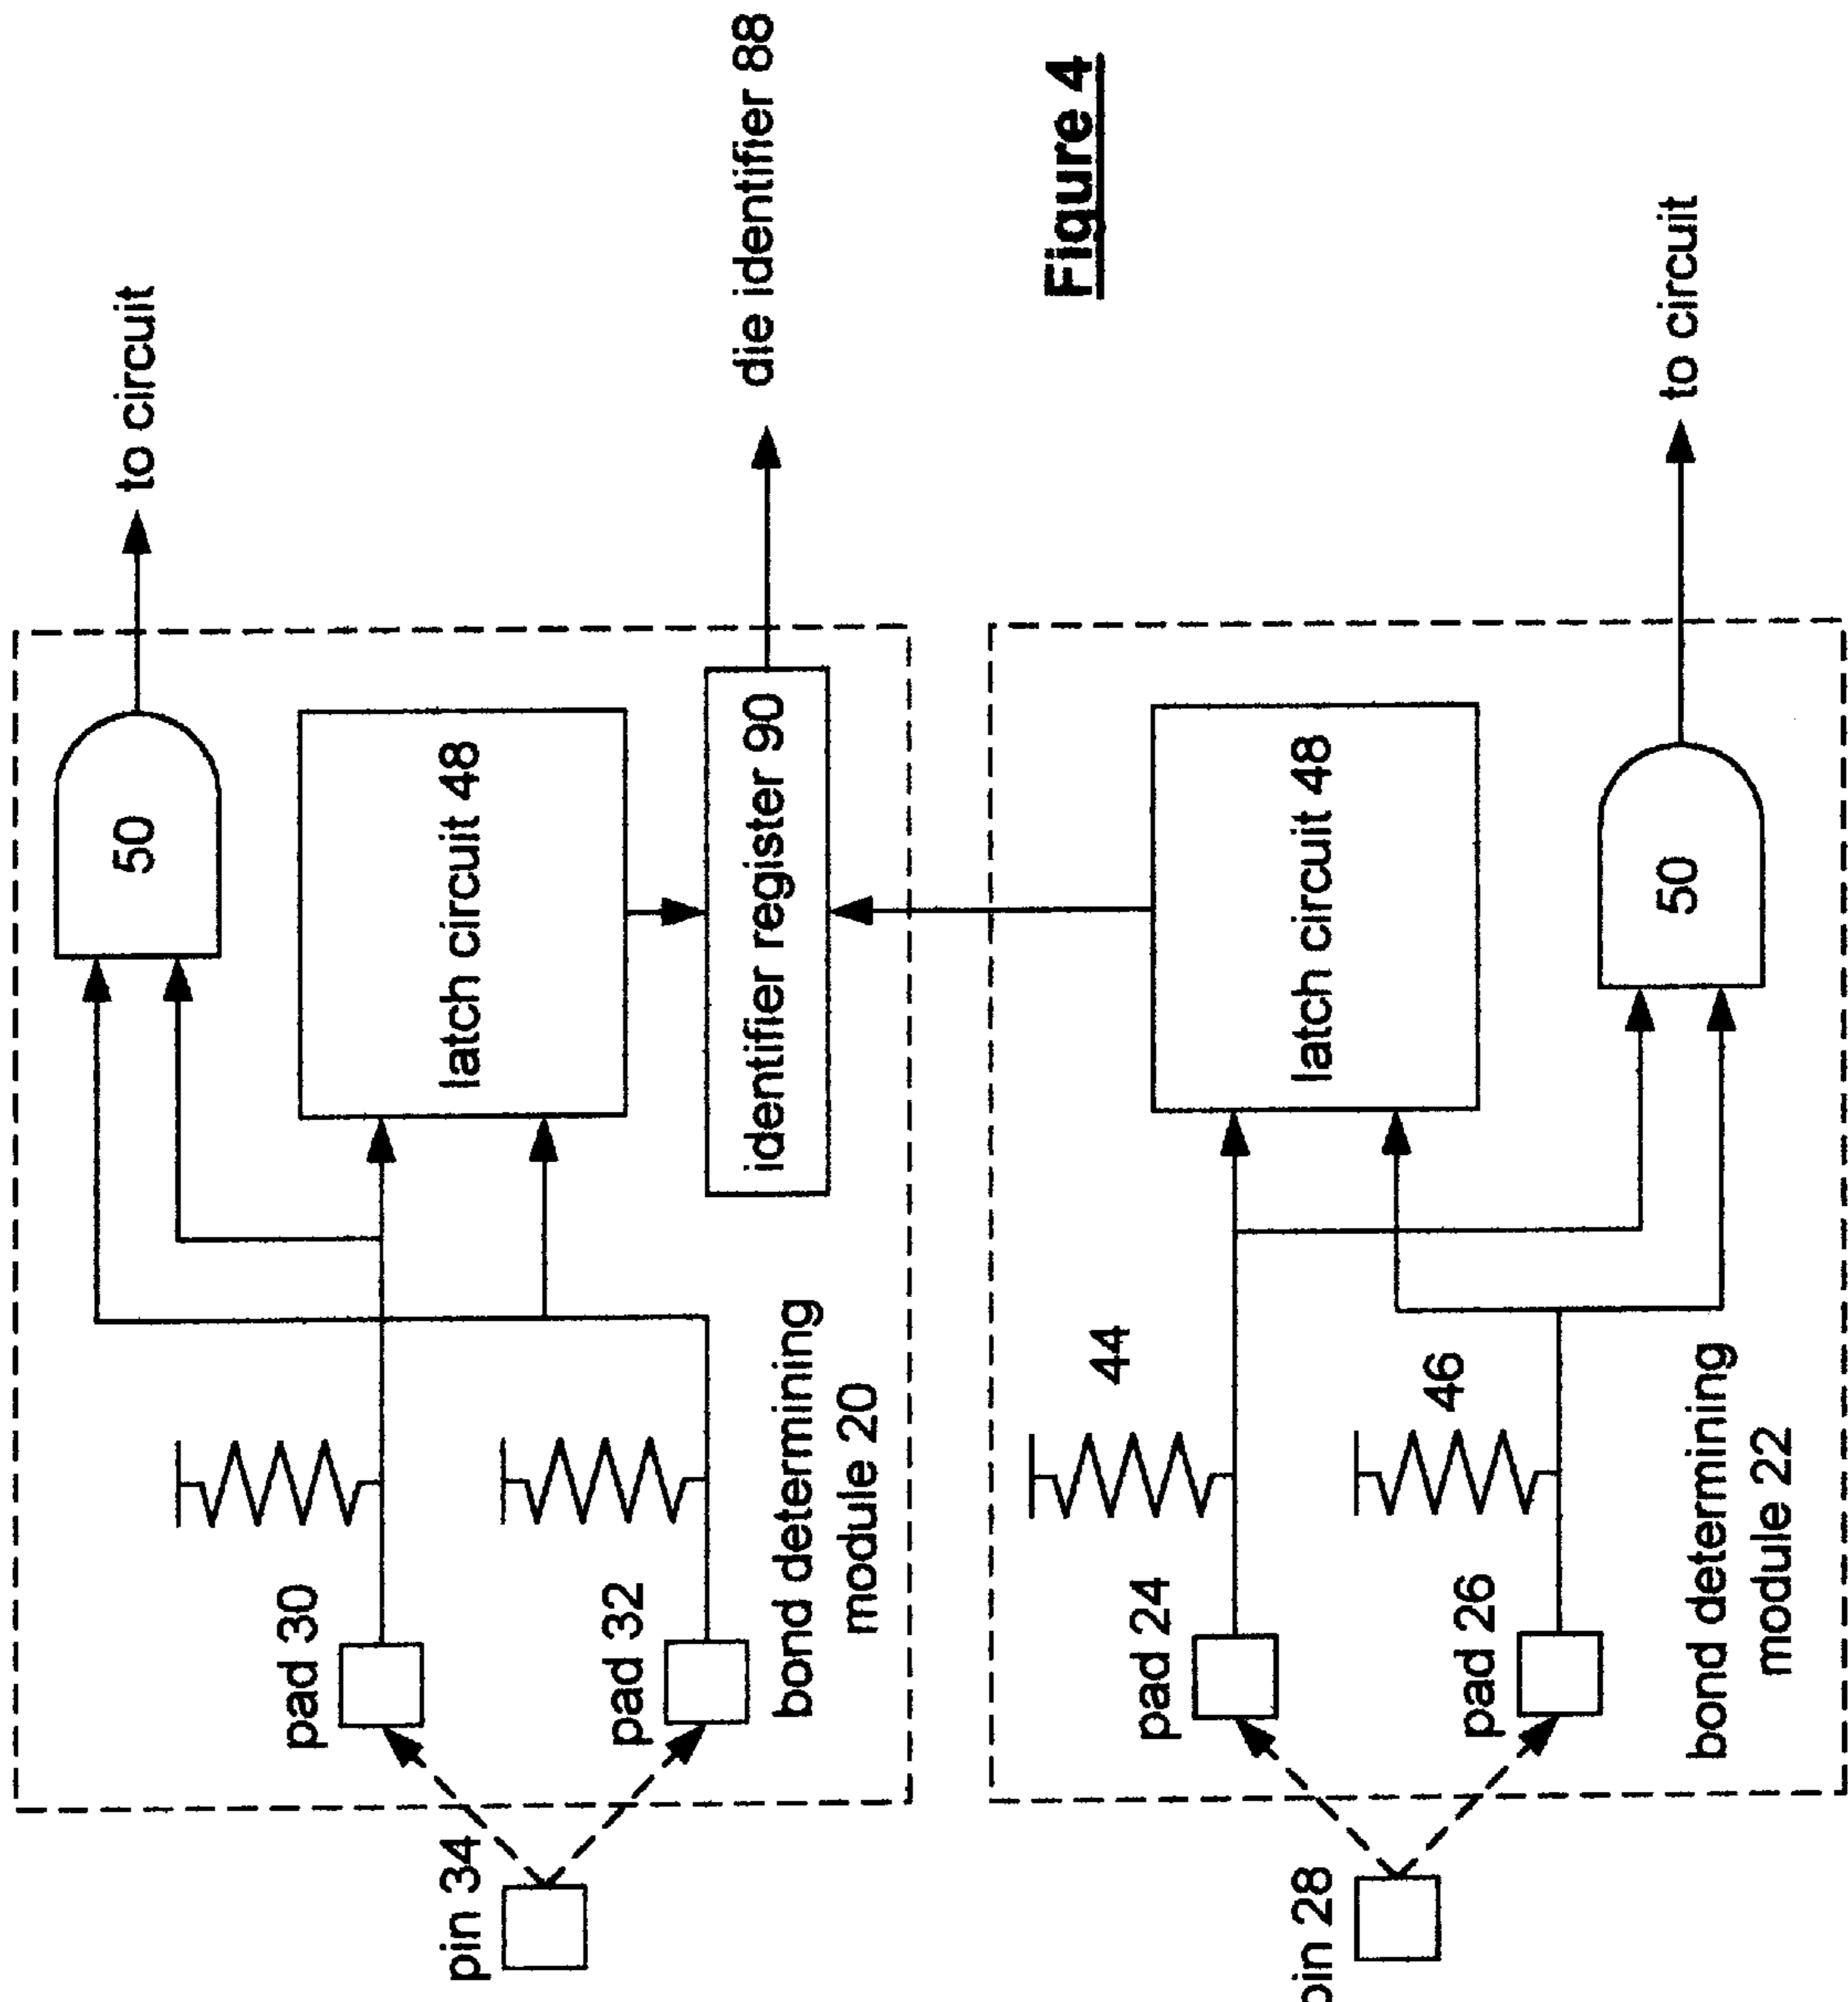 to circuit
50
latch circuit 48
identifier register 90
die identifier 88
pad 30
pad 32
pin 34
bond determining
module 20
Figure 4
44
46
latch circuit 48
50
to circuit
pad 24
pad 26
pin 28
bond determining
module 22